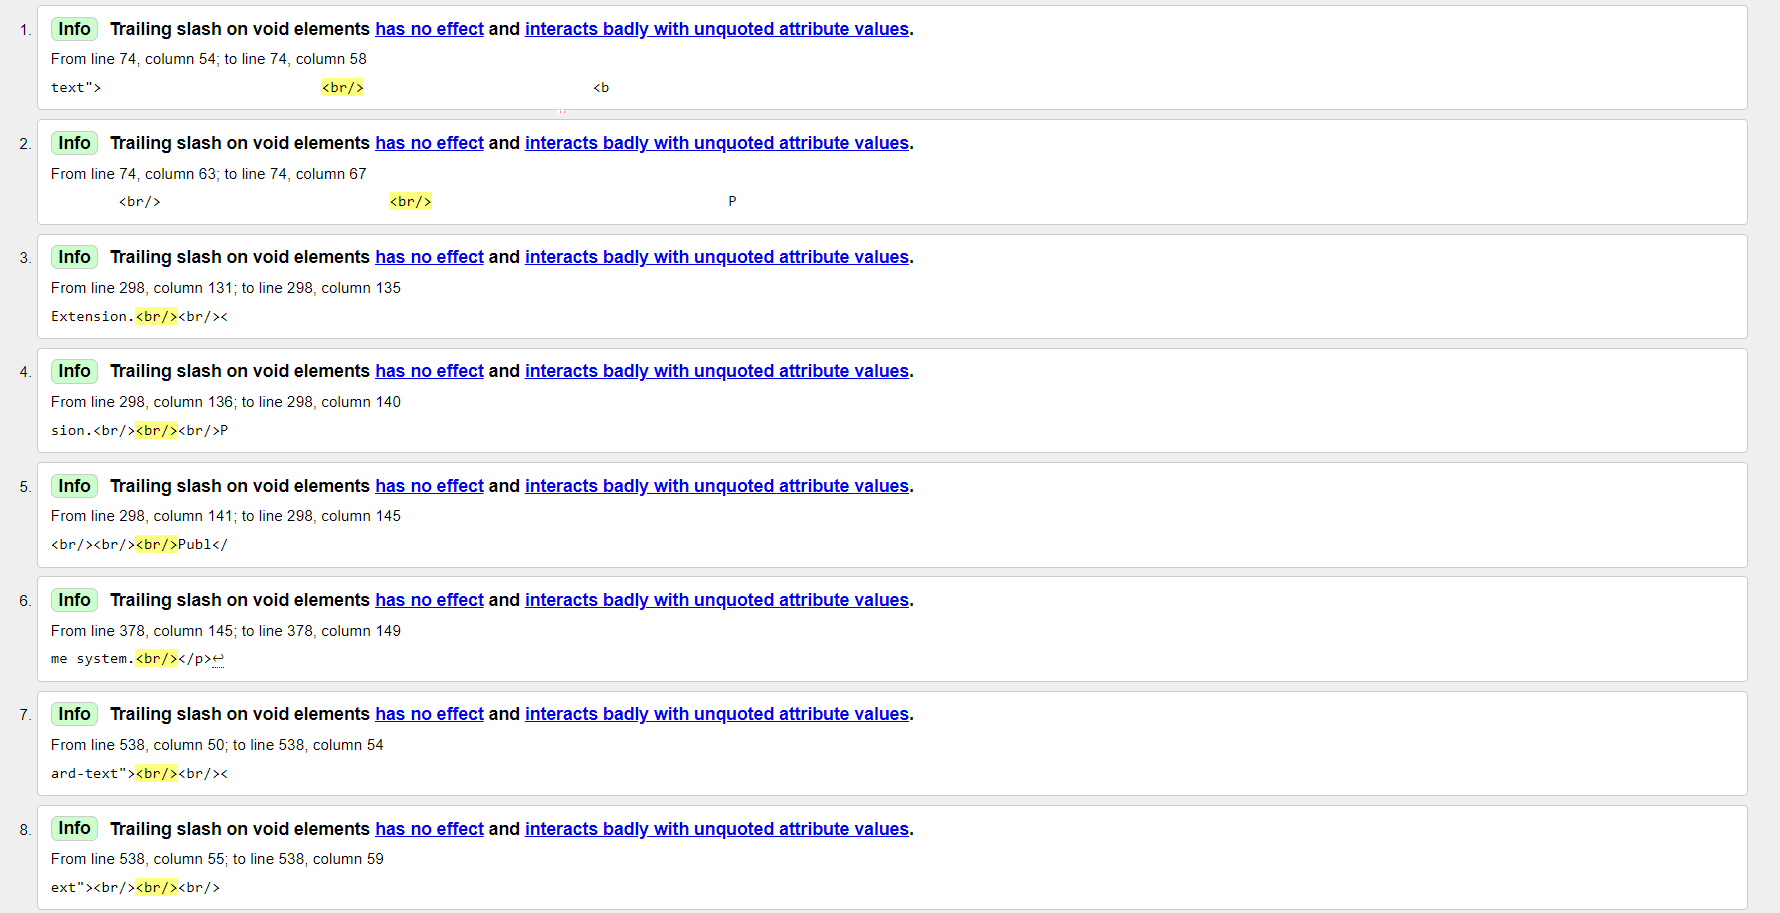 1. Info Trailing slash on void elements has no effect and interacts badly with unquoted attribute values.
From line 74, column 54; to line 74, column 58
text"> <br/> <b
2. Info Trailing slash on void elements has no effect and interacts badly with unquoted attribute values.
From line 74, column 63; to line 74, column 67
<br/> <br/> P
3. Info Trailing slash on void elements has no effect and interacts badly with unquoted attribute values.
From line 298, column 131; to line 298, column 135
Extension.<br/><br/><
4. Info Trailing slash on void elements has no effect and interacts badly with unquoted attribute values.
From line 298, column 136; to line 298, column 140
sion.<br/><br/><br/>P
5. Info Trailing slash on void elements has no effect and interacts badly with unquoted attribute values.
From line 298, column 141; to line 298, column 145
<br/><br/><br/>Publ</
6. Info Trailing slash on void elements has no effect and interacts badly with unquoted attribute values.
From line 378, column 145; to line 378, column 149
me system.<br/></p>↩
7. Info Trailing slash on void elements has no effect and interacts badly with unquoted attribute values.
From line 538, column 50; to line 538, column 54
ard-text"><br/><br/><
8. Info Trailing slash on void elements has no effect and interacts badly with unquoted attribute values.
From line 538, column 55; to line 538, column 59
ext"><br/><br/><br/>